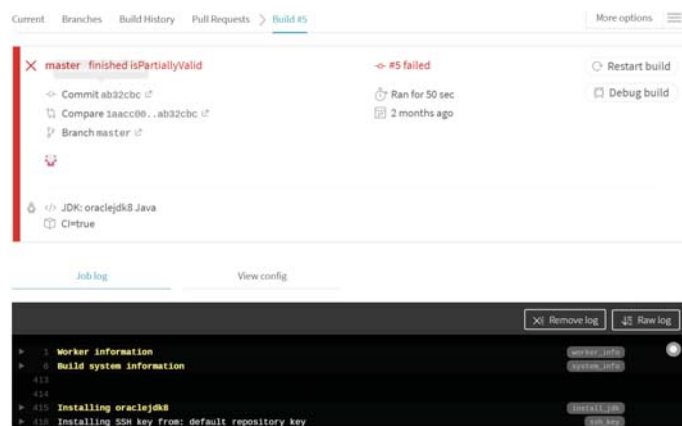 Current Branches Build History Pull Requests Build #5 More options
master finished isPartiallyValid #5 failed Restart build
Commit ab32cbc Ran for 50 sec Debug build
Compare 1aacc00..ab32cbc 2 months ago
Branch master
</> JDK: oraclejdk8 Java
CI=true
Job log View config
Remove log Raw log
1 Worker information worker_info
6 Build system information system_info
413
414
415 Installing oraclejdk8 install_jdk
418 Installing SSH key from: default repository key ssh_key